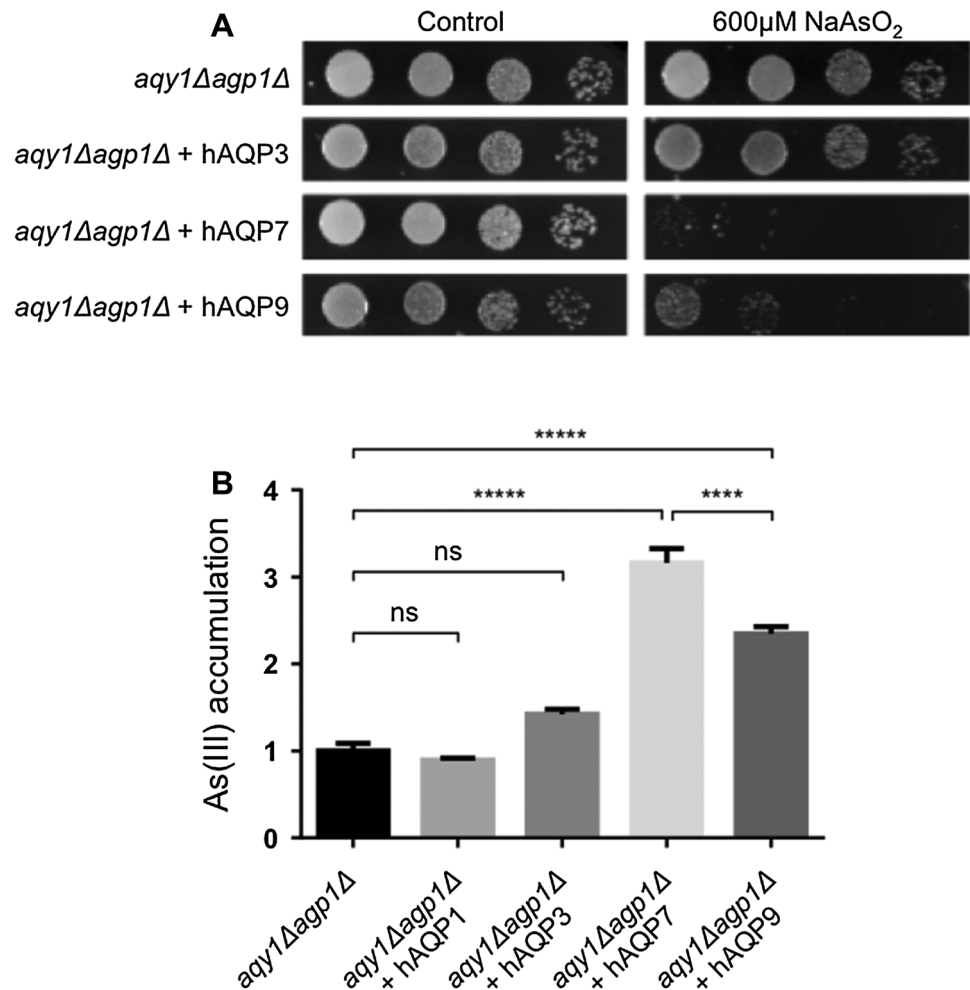 A
Control
600µM NaAsO₂
aqy1Δagp1Δ
aqy1Δagp1Δ + hAQP3
aqy1Δagp1Δ + hAQP7
aqy1Δagp1Δ + hAQP9
B
*****
*****
****
ns
ns
As(III) accumulation
4
3
2
1
0
aqy1Δagp1Δ
aqy1Δagp1Δ
+ hAQP1
aqy1Δagp1Δ
+ hAQP3
aqy1Δagp1Δ
+ hAQP7
aqy1Δagp1Δ
+ hAQP9